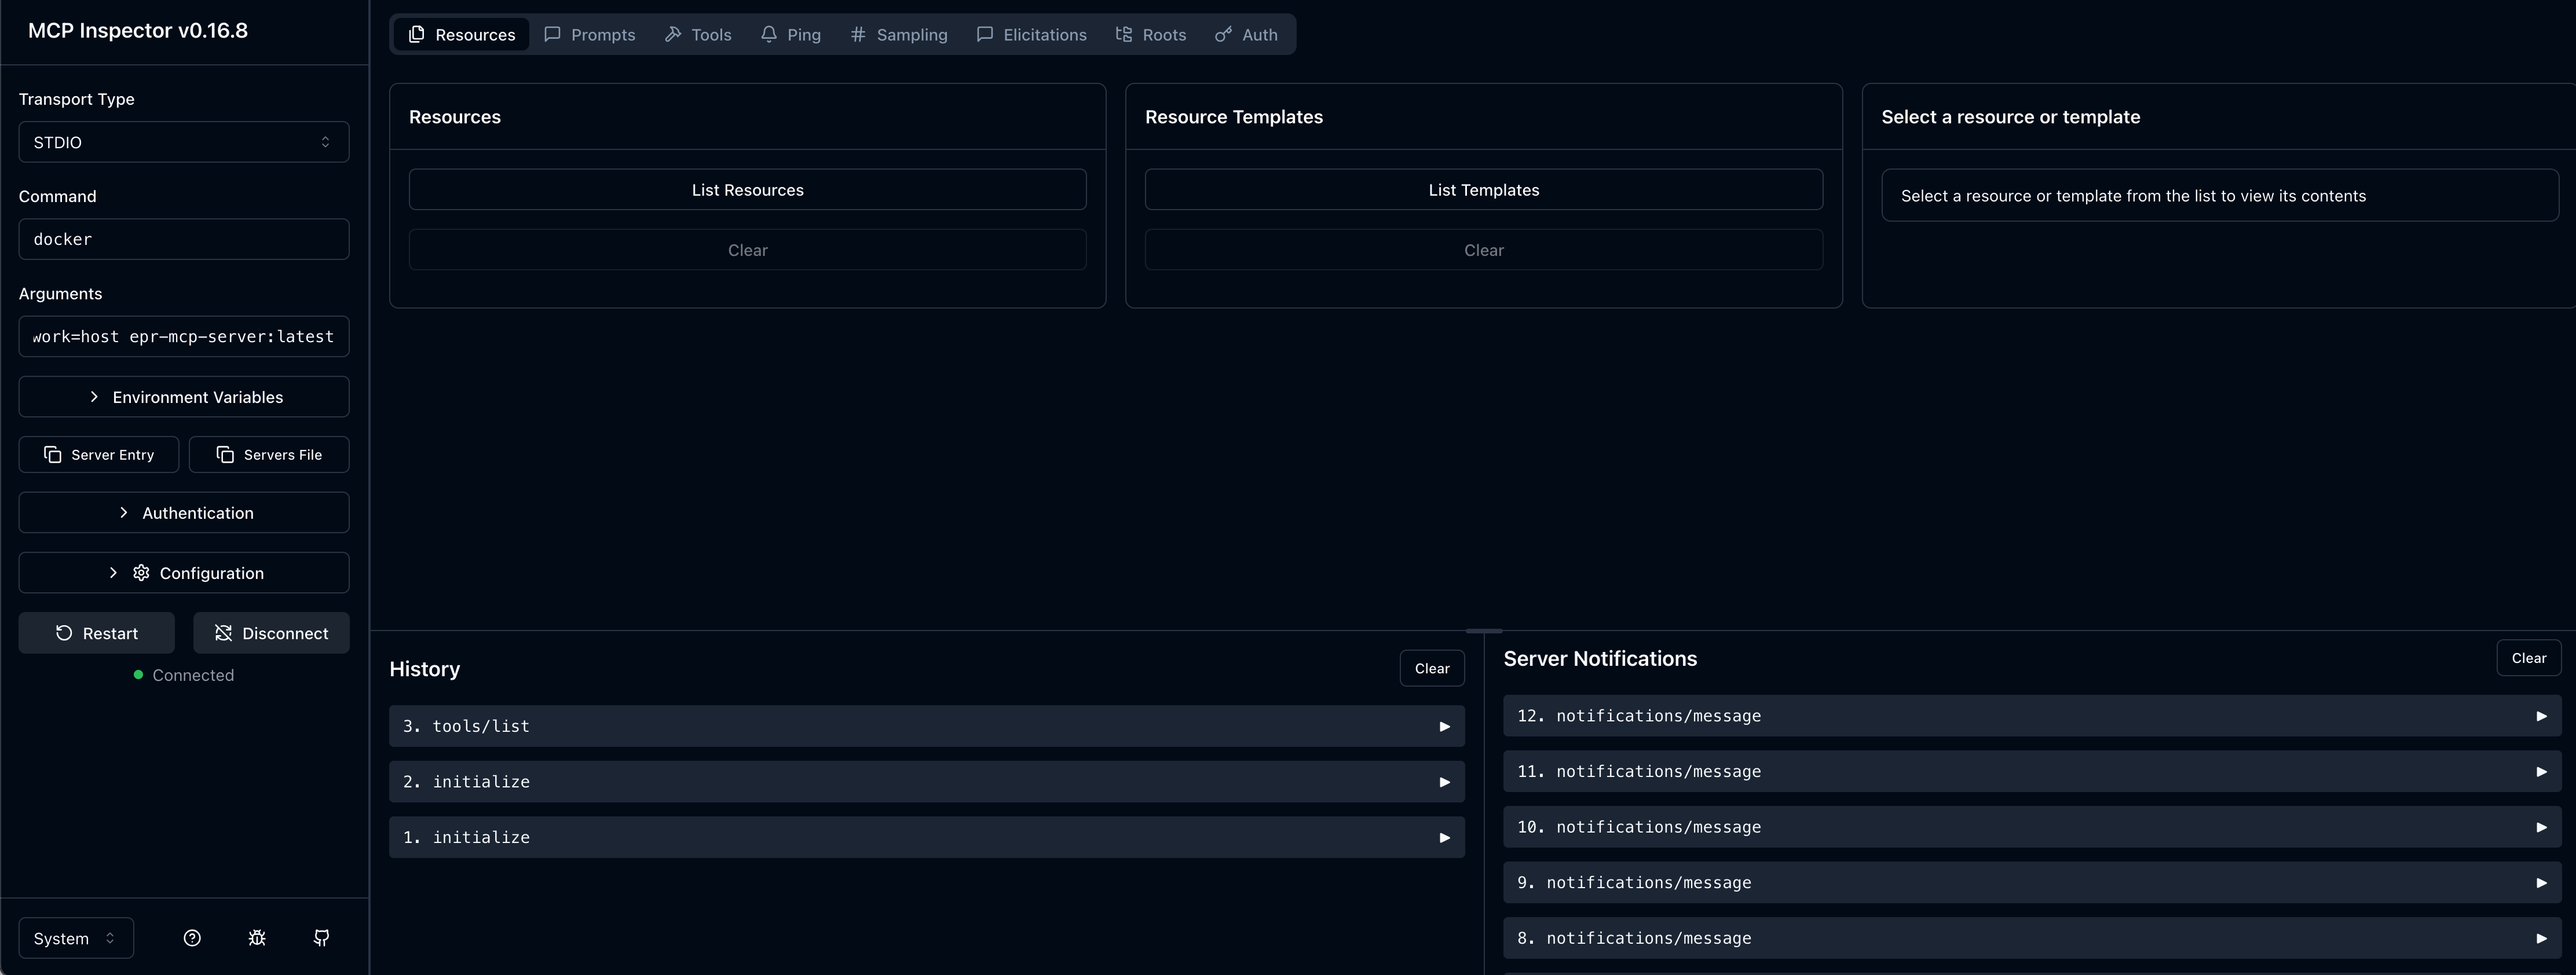 MCP Inspector v0.16.8
Transport Type
STDIO
Command
docker
Arguments
work=host epr-mcp-server:latest
Environment Variables
Server Entry
Servers File
Authentication
Configuration
Restart
Disconnect
Connected
System
Resources
Prompts
Tools
Ping
Sampling
Elicitations
Roots
Auth
Resources
List Resources
Clear
Resource Templates
List Templates
Clear
Select a resource or template
Select a resource or template from the list to view its contents
History
Clear
3. tools/list
2. initialize
1. initialize
Server Notifications
Clear
12. notifications/message
11. notifications/message
10. notifications/message
9. notifications/message
8. notifications/message